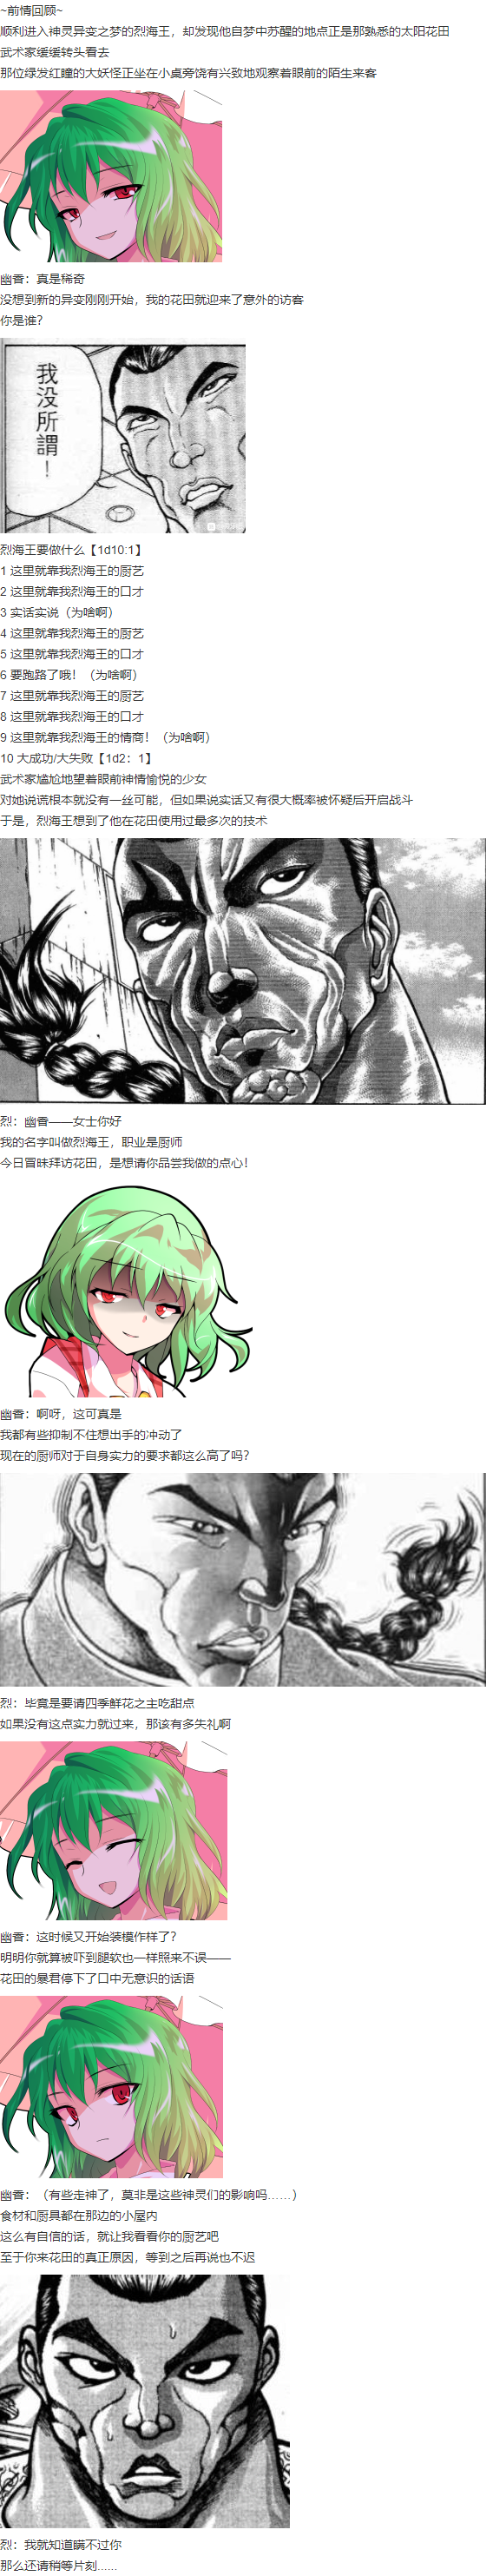 ~前情回顾~
顺利进入神灵异变之梦的烈海王，却发现他自梦中苏醒的地点正是那熟悉的太阳花田
武术家缓缓转头看去
那位绿发红瞳的大妖怪正坐在小桌旁饶有兴致地观察着眼前的陌生来客
幽香：真是稀奇
没想到新的异变刚刚开始，我的花田就迎来了意外的访客
你是谁？
我没所謂！
烈海王要做什么【1d10:1】
1 这里就靠我烈海王的厨艺
2 这里就靠我烈海王的口才
3 实话实说（为啥啊）
4 这里就靠我烈海王的厨艺
5 这里就靠我烈海王的口才
6 要跑路了哦！（为啥啊）
7 这里就靠我烈海王的厨艺
8 这里就靠我烈海王的口才
9 这里就靠我烈海王的情商！（为啥啊）
10 大成功/大失败【1d2：1】
武术家尴尬地望着眼前神情愉悦的少女
对她说谎根本就没有一丝可能，但如果说实话又有很大概率被怀疑后开启战斗
于是，烈海王想到了他在花田使用过最多次的技术
烈：幽香——女士你好
我的名字叫做烈海王，职业是厨师
今日冒昧拜访花田，是想请你品尝我做的点心！
幽香：啊呀，这可真是
我都有些抑制不住想出手的冲动了
现在的厨师对于自身实力的要求都这么高了吗？
烈：毕竟是要请四季鲜花之主吃甜点
如果没有这点实力就过来，那该有多失礼啊
幽香：这时候又开始装模作样了？
明明你就算被吓到腿软也一样照来不误——
花田的暴君停下了口中无意识的话语
幽香：（有些走神了，莫非是这些神灵们的影响吗……）
食材和厨具都在那边的小屋内
这么有自信的话，就让我看看你的厨艺吧
至于你来花田的真正原因，等到之后再说也不迟
烈：我就知道瞒不过你
那么还请稍等片刻……